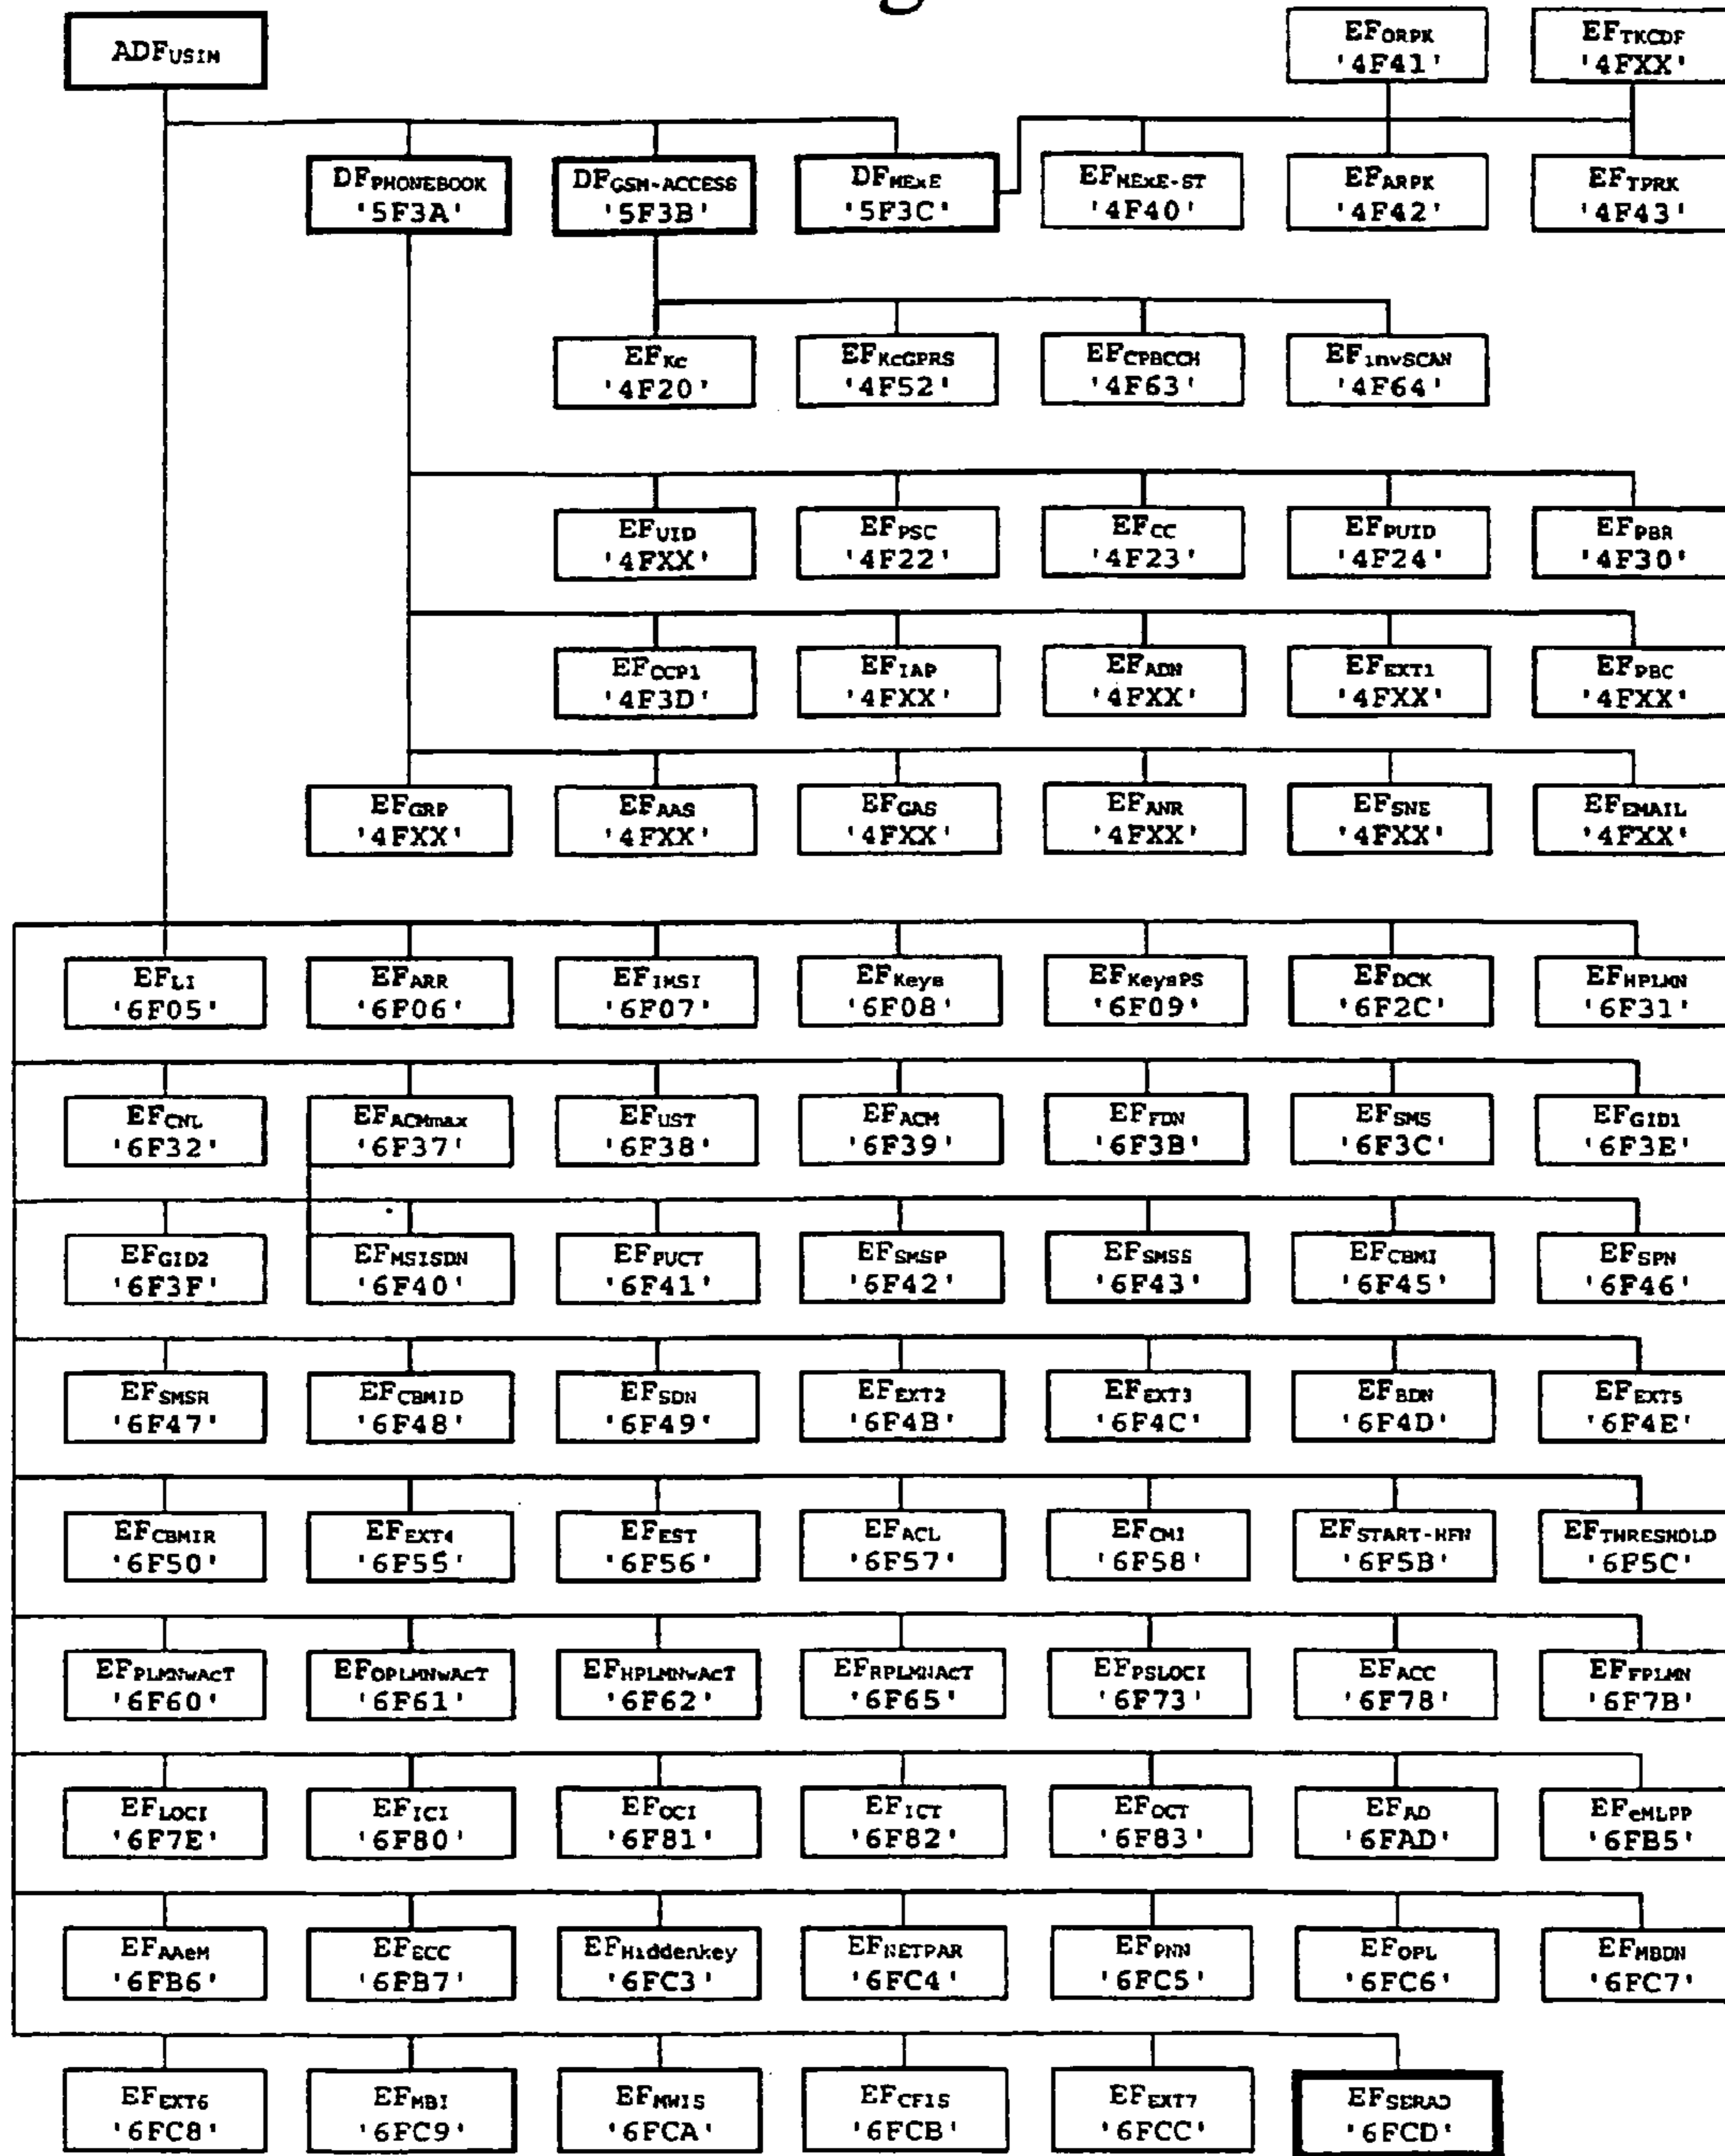 g
ADFUSIM
EFORPK
'4F41'
EFTKCDF
'4FXX'
DFPHONEBOOK
'5F3A'
DFGSM-ACCESS
'5F3B'
DFMExE
'5F3C'
EFMExE-ST
'4F40'
EFARPK
'4F42'
EFTPRK
'4F43'
EFKc
'4F20'
EFKcGPRS
'4F52'
EFCPBCCH
'4F63'
EFinvSCAN
'4F64'
EFUID
'4FXX'
EFPSC
'4F22'
EFCC
'4F23'
EFPUID
'4F24'
EFPBR
'4F30'
EFCCP1
'4F3D'
EFIAP
'4FXX'
EFADN
'4FXX'
EFEXT1
'4FXX'
EFPBC
'4FXX'
EFGRP
'4FXX'
EFAAS
'4FXX'
EFGAS
'4FXX'
EFANR
'4FXX'
EFSNE
'4FXX'
EFEMAIL
'4FXX'
EFLI
'6F05'
EFARR
'6F06'
EFIMSI
'6F07'
EFKeys
'6F08'
EFKeysPS
'6F09'
EFDCK
'6F2C'
EFHPLMN
'6F31'
EFCNL
'6F32'
EFACMmax
'6F37'
EFUST
'6F38'
EFACM
'6F39'
EFFDN
'6F3B'
EFSMS
'6F3C'
EFGID1
'6F3E'
EFGID2
'6F3F'
EFMSISDN
'6F40'
EFPUCT
'6F41'
EFSMSP
'6F42'
EFSMSS
'6F43'
EFCBMI
'6F45'
EFSPN
'6F46'
EFSMSR
'6F47'
EFCBMID
'6F48'
EFSDN
'6F49'
EFEXT2
'6F4B'
EFEXT3
'6F4C'
EFBDN
'6F4D'
EFEXT5
'6F4E'
EFCBMIR
'6F50'
EFEXT4
'6F55'
EFEST
'6F56'
EFACL
'6F57'
EFCMI
'6F58'
EFSTART-HFN
'6F5B'
EFTHRESHOLD
'6F5C'
EFPLMNwAcT
'6F60'
EFOPLMNwAcT
'6F61'
EFHPLMNwAcT
'6F62'
EFRPLMNAcT
'6F65'
EFPSLOCI
'6F73'
EFACC
'6F78'
EFFPLMN
'6F7B'
EFLOCI
'6F7E'
EFICI
'6F80'
EFOCI
'6F81'
EFICT
'6F82'
EFOCT
'6F83'
EFAD
'6FAD'
EFeMLPP
'6FB5'
EFAAeM
'6FB6'
EFECC
'6FB7'
EFHiddenkey
'6FC3'
EFNETPAR
'6FC4'
EFPNN
'6FC5'
EFOPL
'6FC6'
EFMBDN
'6FC7'
EFEXT6
'6FC8'
EFMBI
'6FC9'
EFMWIS
'6FCA'
EFCFIS
'6FCB'
EFEXT7
'6FCC'
EFSERAD
'6FCD'